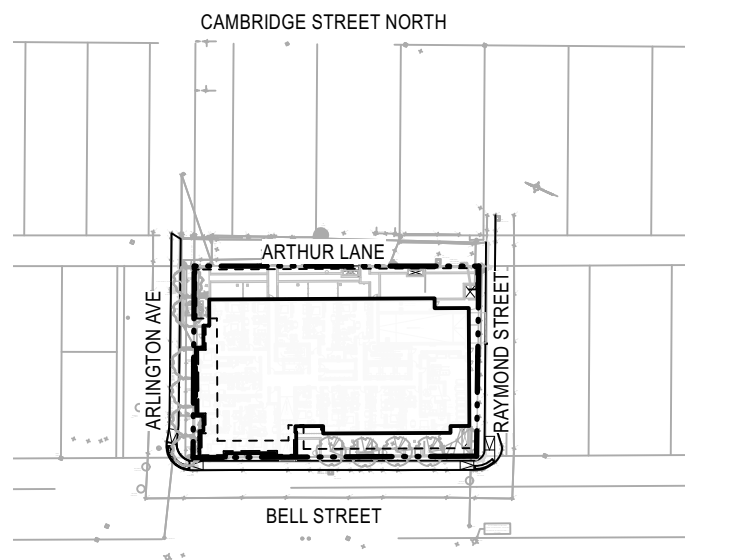 CAMBRIDGE STREET NORTH
ARTHUR LANE
ARLINGTON AVE
RAYMOND STREET
BELL STREET